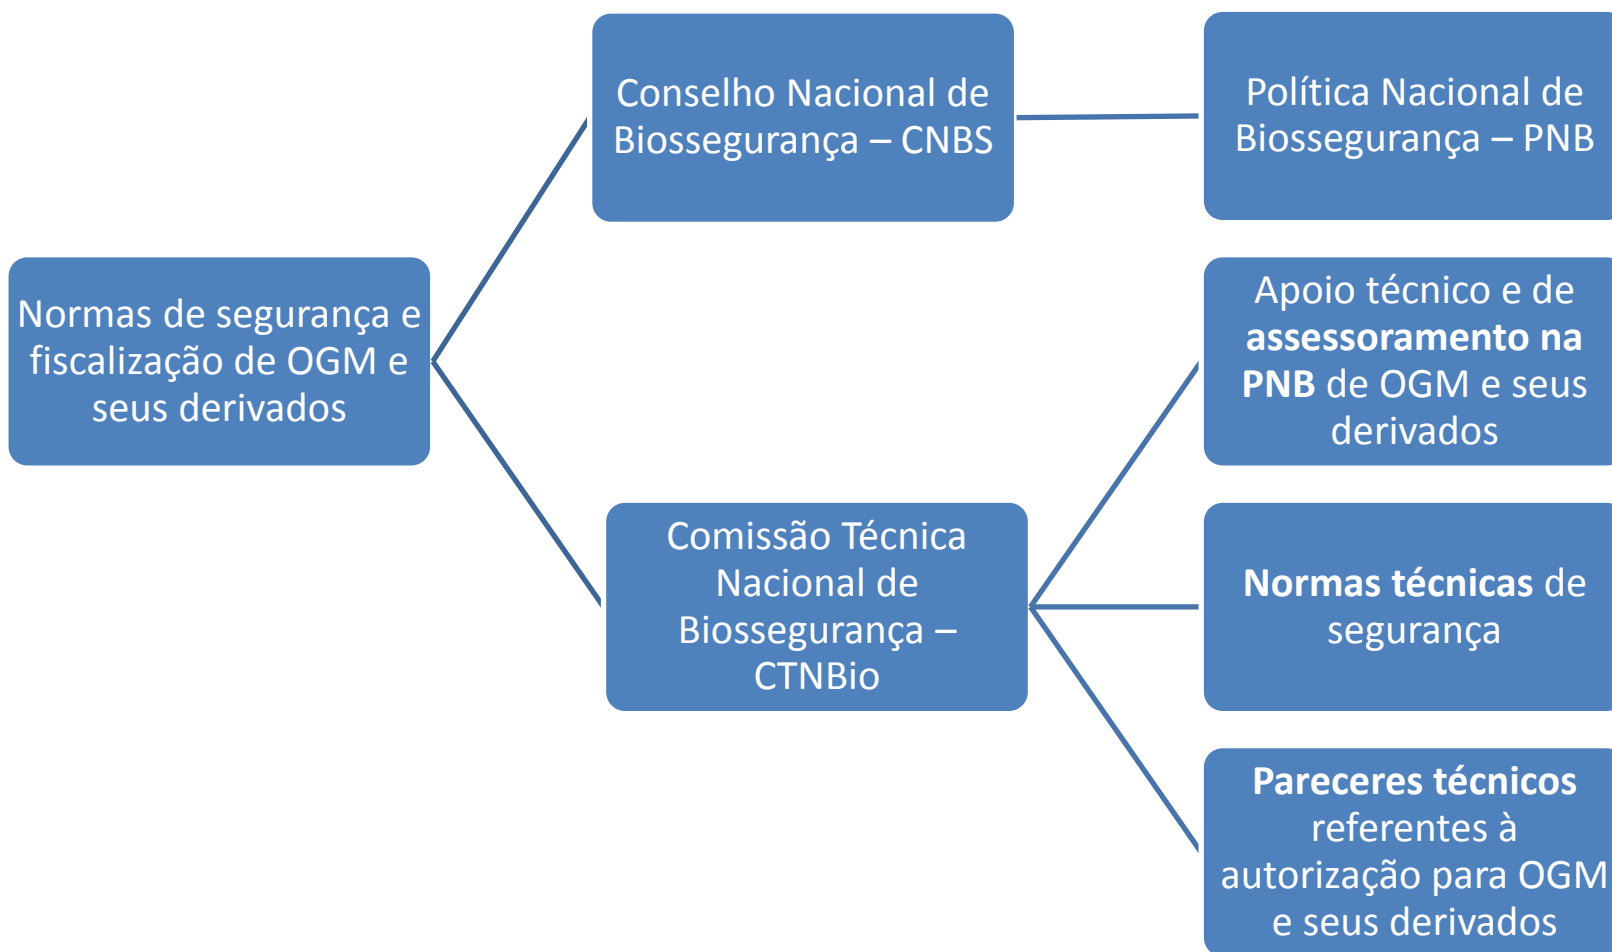 Normas de segurança e
fiscalização de OGM e
seus derivados
Conselho Nacional de
Biossegurança – CNBS
Política Nacional de
Biossegurança – PNB
Comissão Técnica
Nacional de
Biossegurança –
CTNBio
Apoio técnico e de
assessoramento na
PNB de OGM e seus
derivados
Normas técnicas de
segurança
Pareceres técnicos
referentes à
autorização para OGM
e seus derivados